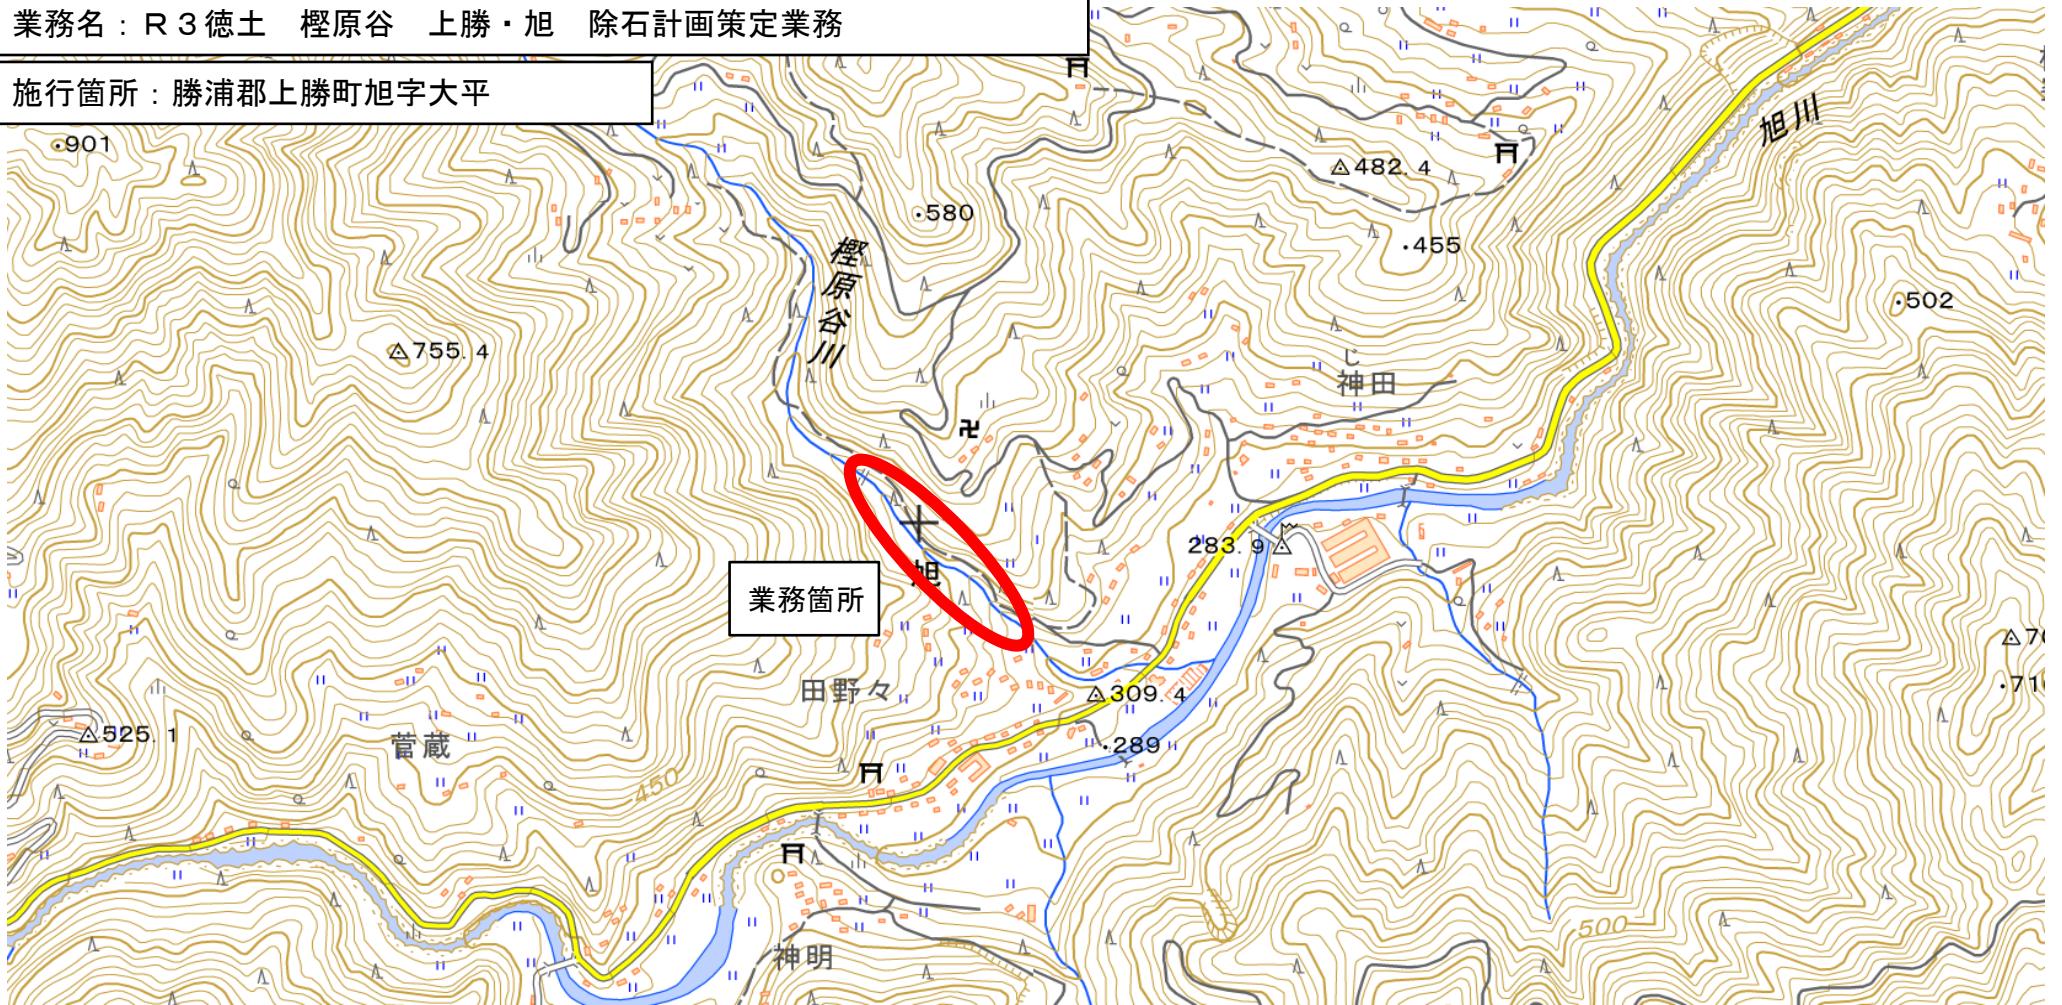 業務名：Ｒ３徳土　樫原谷　上勝・旭　除石計画策定業務
施行箇所：勝浦郡上勝町旭字大平
旭川
901
482.4
580
455
樫原谷川
502
755.4
じ
神田
283.9
旭
業務箇所
田野々
309.4
525.1
菅蔵
289
450
500
神明